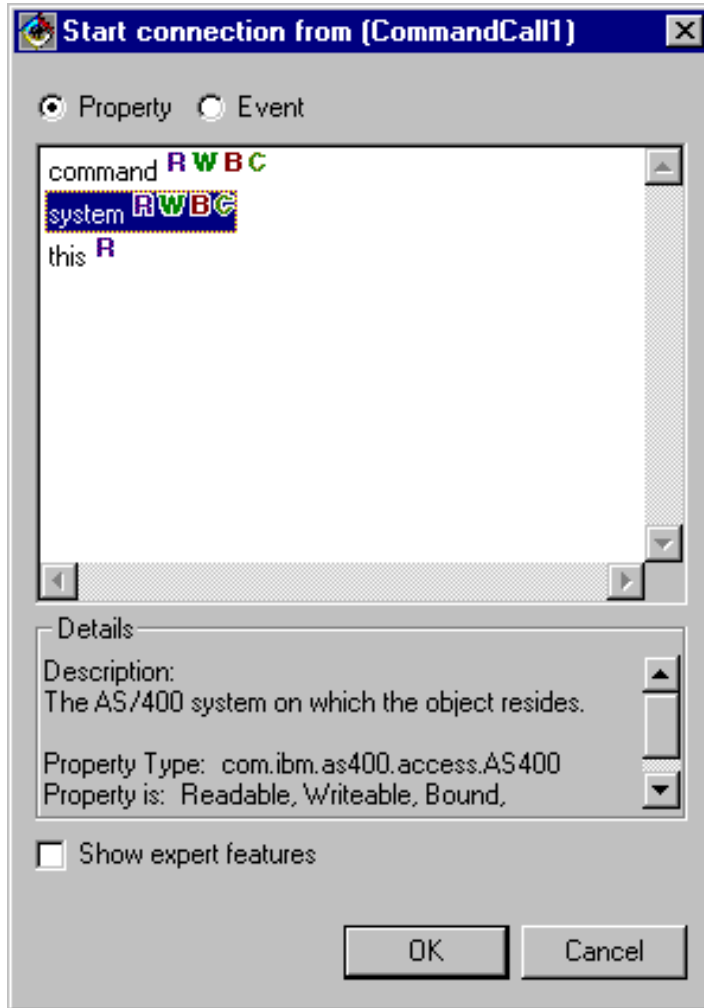 Start connection from (CommandCall1)
Property Event
command R W B C
system R W B C
this R
Details
Description:
The AS/400 system on which the object resides.
Property Type: com.ibm.as400.access.AS400
Property is: Readable, Writeable, Bound,
Show expert features
OK Cancel